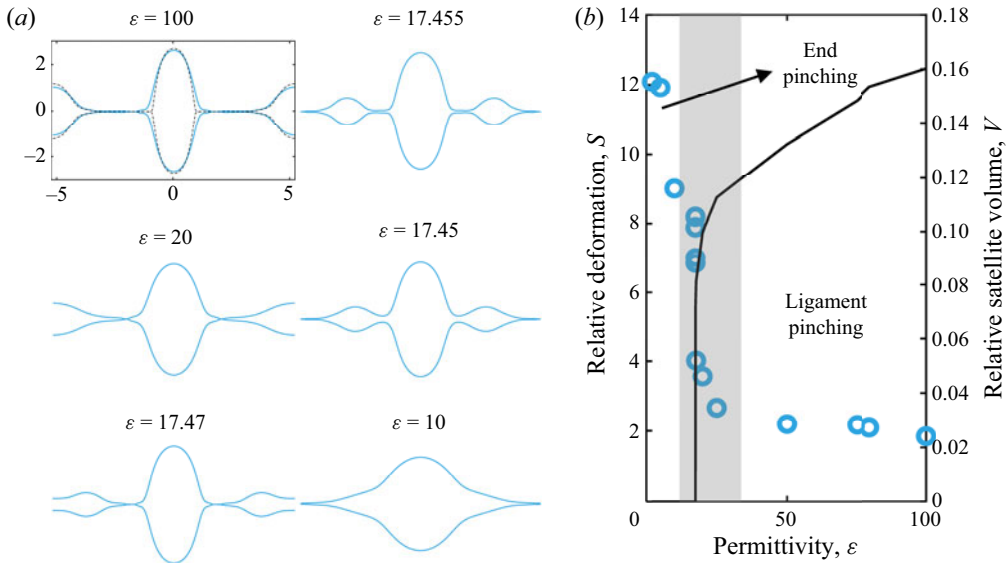 (a)
ε = 100
ε = 17.455
2
0
−2
−5
0
5
ε = 20
ε = 17.45
ε = 17.47
ε = 10
(b)
14
12
10
8
6
4
2
Relative deformation, S
0.18
0.16
0.14
0.12
0.10
0.08
0.06
0.04
0.02
0
Relative satellite volume, V
End
pinching
Ligament
pinching
0
50
100
Permittivity, ε